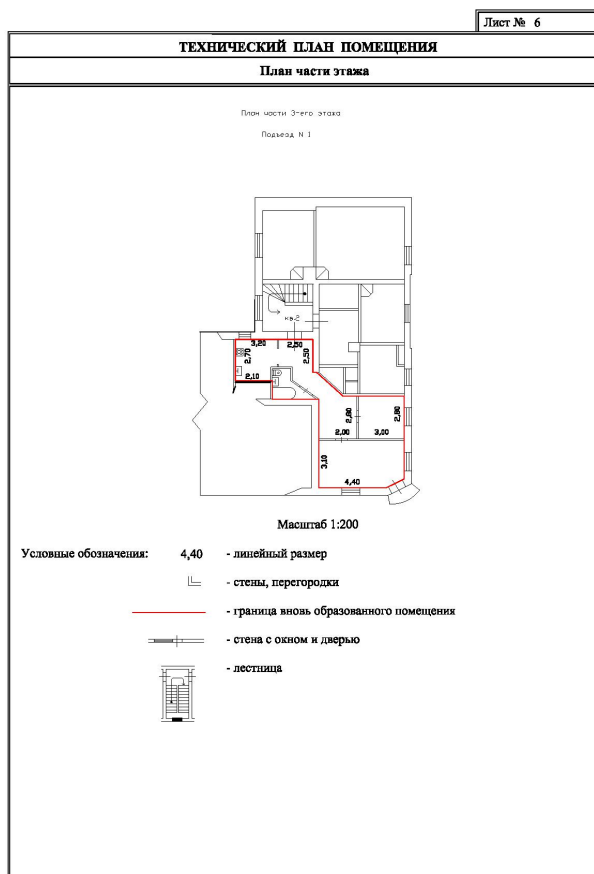 Лист № 6
ТЕХНИЧЕСКИЙ ПЛАН ПОМЕЩЕНИЯ
План части этажа
План части 3-его этажа
Подъезд N 1
кв.2
3,20 2,50
2,70 2,50
2,10
2,80 2,80
2,00 3,00
3,10
4,40
Масштаб 1:200
Условные обозначения: 4,40 - линейный размер
- стены, перегородки
- граница вновь образованного помещения
- стена с окном и дверью
- лестница